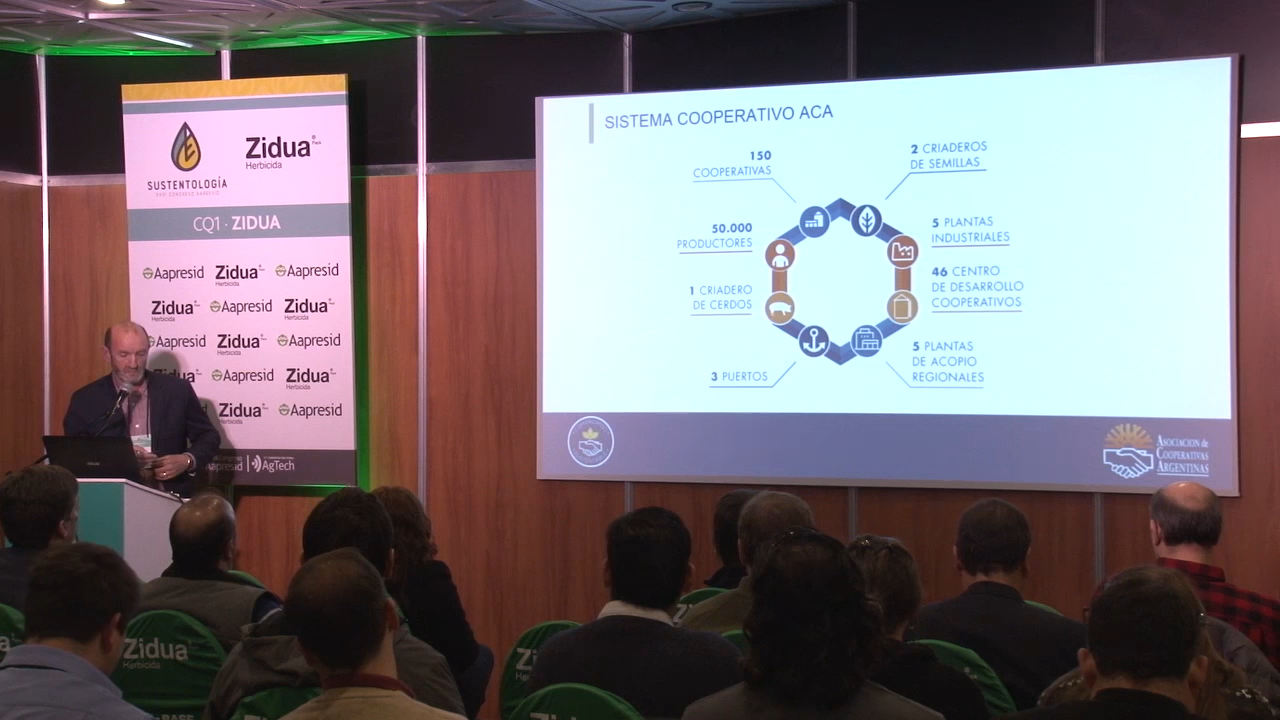 SUSTENTOLOGÍA
Zidua
Herbicida
CQ1 · ZIDUA
Aapresid Zidua Aapresid
Herbicida
Zidua Aapresid Zidua
Herbicida Herbicida
Aapresid Zidua Aapresid
Herbicida
Aapresid Zidua
Herbicida
Zidua Aapresid
Herbicida
Aapresid AgTech
SISTEMA COOPERATIVO ACA
150
COOPERATIVAS
2 CRIADEROS
DE SEMILLAS
50.000
PRODUCTORES
5 PLANTAS
INDUSTRIALES
1 CRIADERO
DE CERDOS
46 CENTRO
DE DESARROLLO
COOPERATIVOS
3 PUERTOS
5 PLANTAS
DE ACOPIO
REGIONALES
ASOCIACION de
COOPERATIVAS
ARGENTINAS
Zidua
Herbicida